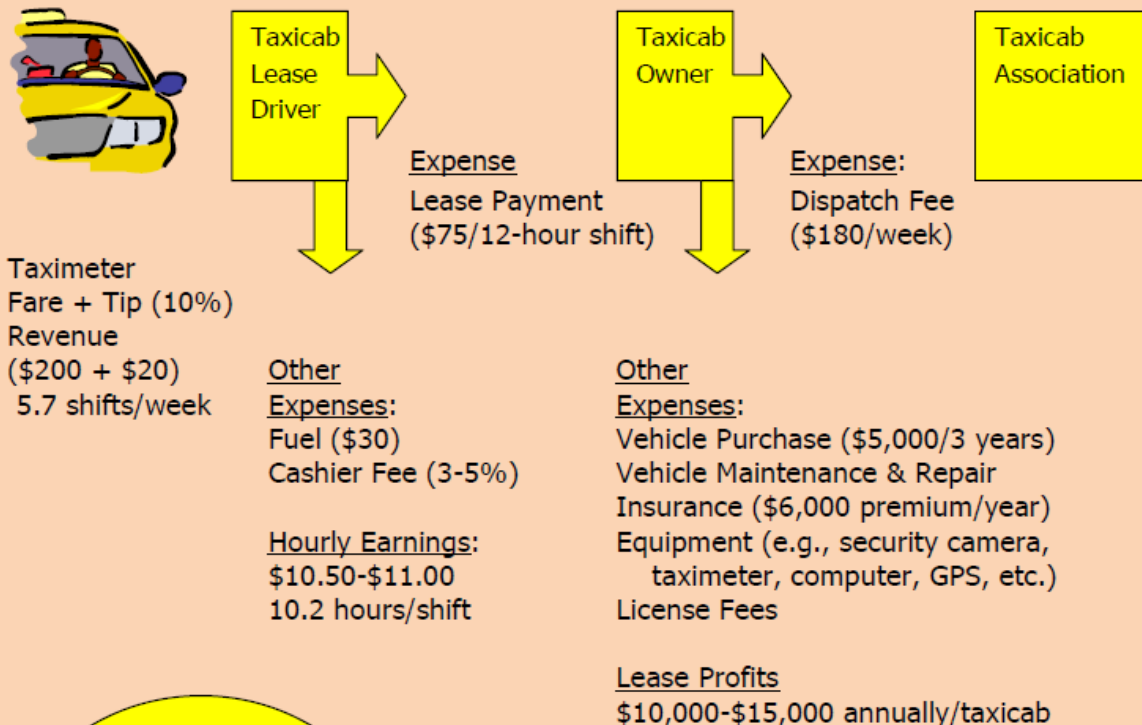 Taxicab
Lease
Driver
Taxicab
Owner
Taxicab
Association
Expense
Lease Payment
($75/12-hour shift)
Expense:
Dispatch Fee
($180/week)
Taximeter
Fare + Tip (10%)
Revenue
($200 + $20)
5.7 shifts/week
Other
Expenses:
Fuel ($30)
Cashier Fee (3-5%)
Hourly Earnings:
$10.50-$11.00
10.2 hours/shift
Other
Expenses:
Vehicle Purchase ($5,000/3 years)
Vehicle Maintenance & Repair
Insurance ($6,000 premium/year)
Equipment (e.g., security camera,
taximeter, computer, GPS, etc.)
License Fees
Lease Profits
$10,000-$15,000 annually/taxicab